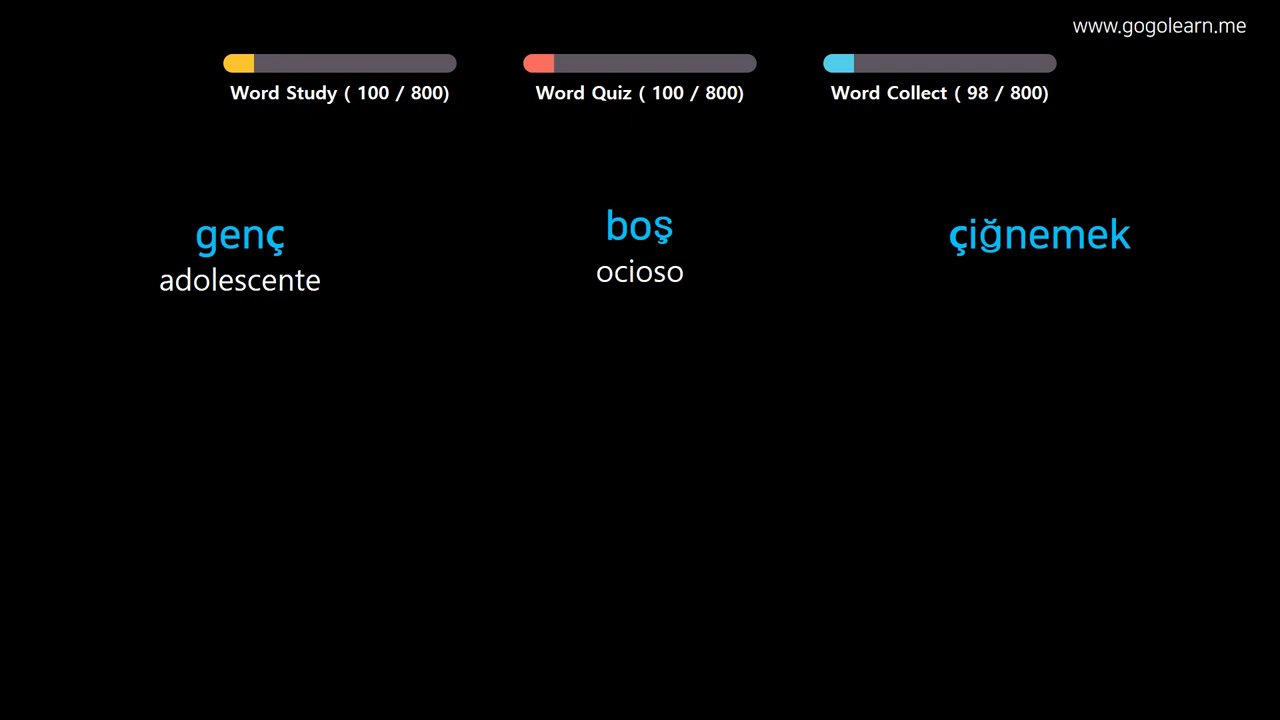 www.gogolearn.me
Word Study ( 100 / 800)
Word Quiz ( 100 / 800)
Word Collect ( 98 / 800)
genç
adolescente
boş
ocioso
çiğnemek